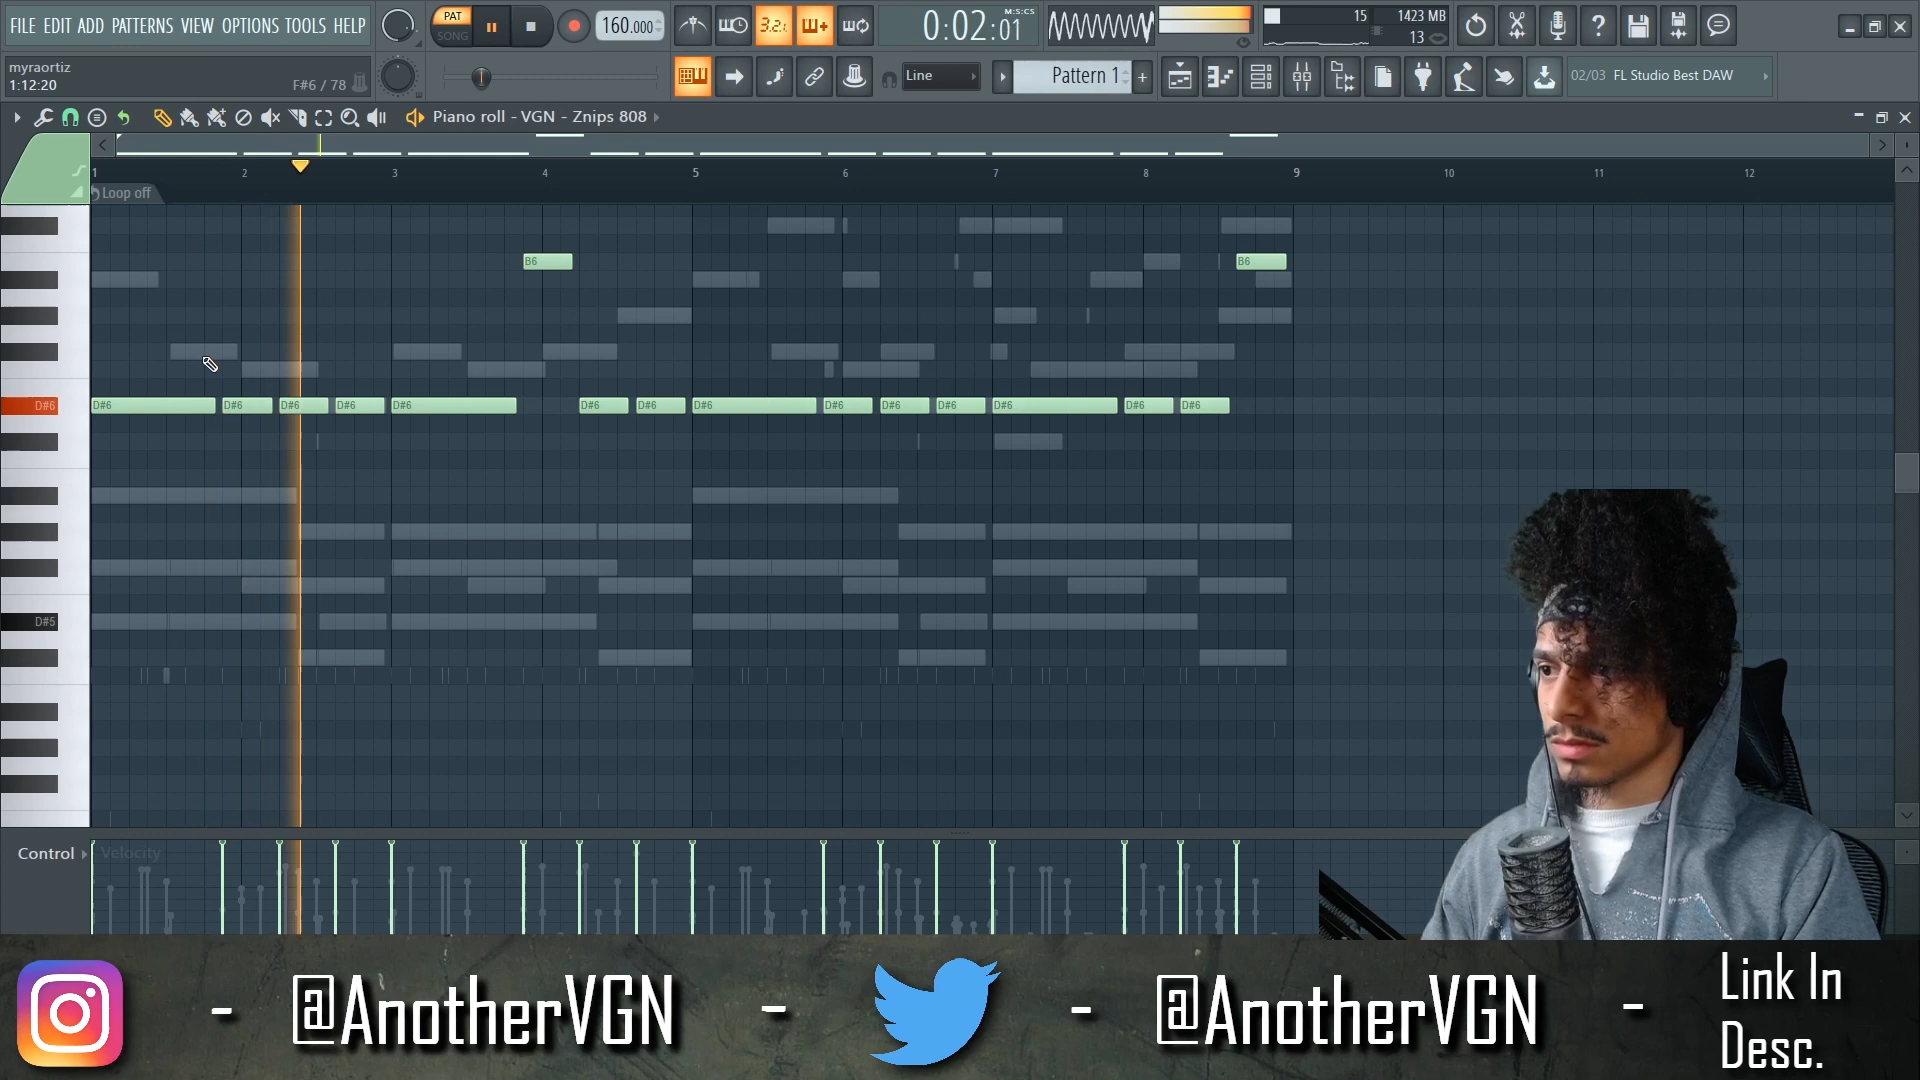 FILE EDIT ADD PATTERNS VIEW OPTIONS TOOLS HELP
PAT
SONG
160.000
3.2.
0:02:01
M:S:CS
15
1423 MB
13
myraortiz
1:12:20
F#6 / 78
Line
Pattern 1
+
02/03 FL Studio Best DAW
Piano roll - VGN - Znips 808
1 2 3 4 5 6 7 8 9 10 11 12
Loop off
B6 B6
D#6 D#6 D#6 D#6 D#6 D#6 D#6 D#6 D#6 D#6 D#6 D#6 D#6 D#6 D#6
D#5
Control Velocity
- @AnotherVGN - - @AnotherVGN - Link In
Desc.